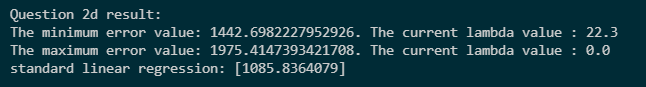 Question 2d result:
The minimum error value: 1442.6982227952926. The current lambda value : 22.3
The maximum error value: 1975.4147393421708. The current lambda value : 0.0
standard linear regression: [1085.8364079]